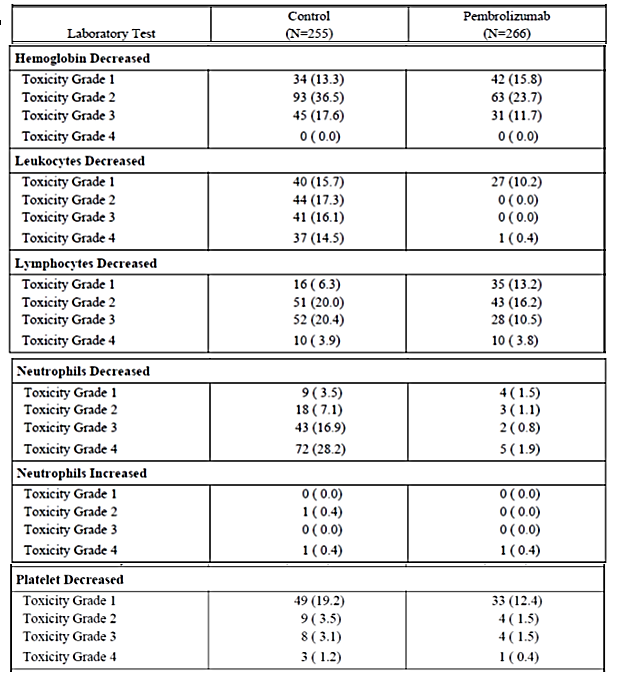 Laboratory Test Control (N=255) Pembrolizumab (N=266)
Hemoglobin Decreased
Toxicity Grade 1 34 (13.3) 42 (15.8)
Toxicity Grade 2 93 (36.5) 63 (23.7)
Toxicity Grade 3 45 (17.6) 31 (11.7)
Toxicity Grade 4 0 ( 0.0) 0 ( 0.0)
Leukocytes Decreased
Toxicity Grade 1 40 (15.7) 27 (10.2)
Toxicity Grade 2 44 (17.3) 0 ( 0.0)
Toxicity Grade 3 41 (16.1) 0 ( 0.0)
Toxicity Grade 4 37 (14.5) 1 ( 0.4)
Lymphocytes Decreased
Toxicity Grade 1 16 ( 6.3) 35 (13.2)
Toxicity Grade 2 51 (20.0) 43 (16.2)
Toxicity Grade 3 52 (20.4) 28 (10.5)
Toxicity Grade 4 10 ( 3.9) 10 ( 3.8)
Neutrophils Decreased
Toxicity Grade 1 9 ( 3.5) 4 ( 1.5)
Toxicity Grade 2 18 ( 7.1) 3 ( 1.1)
Toxicity Grade 3 43 (16.9) 2 ( 0.8)
Toxicity Grade 4 72 (28.2) 5 ( 1.9)
Neutrophils Increased
Toxicity Grade 1 0 ( 0.0) 0 ( 0.0)
Toxicity Grade 2 1 ( 0.4) 0 ( 0.0)
Toxicity Grade 3 0 ( 0.0) 0 ( 0.0)
Toxicity Grade 4 1 ( 0.4) 1 ( 0.4)
Platelet Decreased
Toxicity Grade 1 49 (19.2) 33 (12.4)
Toxicity Grade 2 9 ( 3.5) 4 ( 1.5)
Toxicity Grade 3 8 ( 3.1) 4 ( 1.5)
Toxicity Grade 4 3 ( 1.2) 1 ( 0.4)